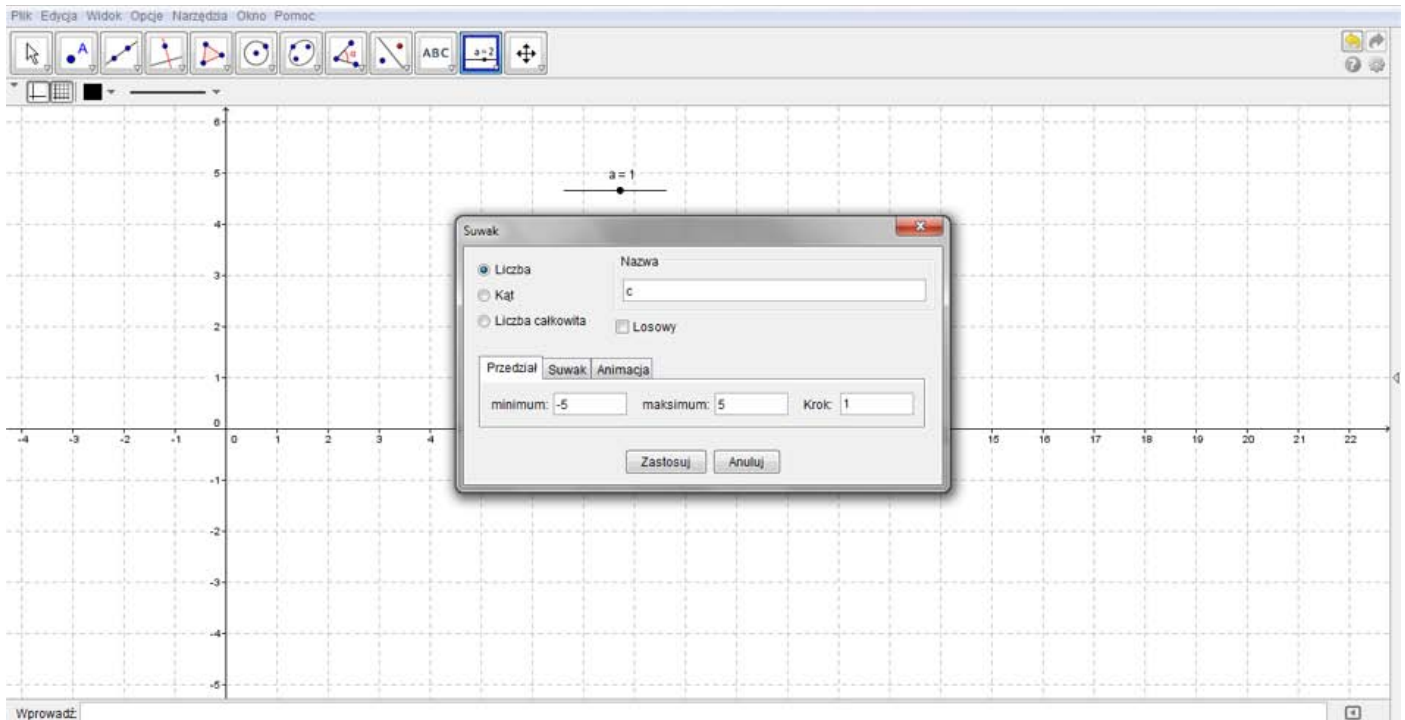 Plik Edycja Widok Opcje Narzędzia Okno Pomoc
A α ABC a=2
a = 1
Suwak
Liczba
Kąt
Liczba całkowita
Nazwa
c
Losowy
Przedział Suwak Animacja
minimum: -5 maksimum: 5 Krok: 1
Zastosuj Anuluj
6
5
4
3
2
1
0
-4 -3 -2 -1 0 1 2 3 4 15 16 17 18 19 20 21 22
-1
-2
-3
-4
-5
Wprowadź: